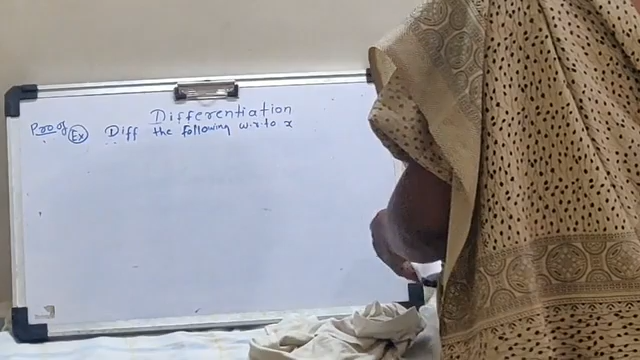 Differentiation
Proof Ex Diff the following w.r.to x